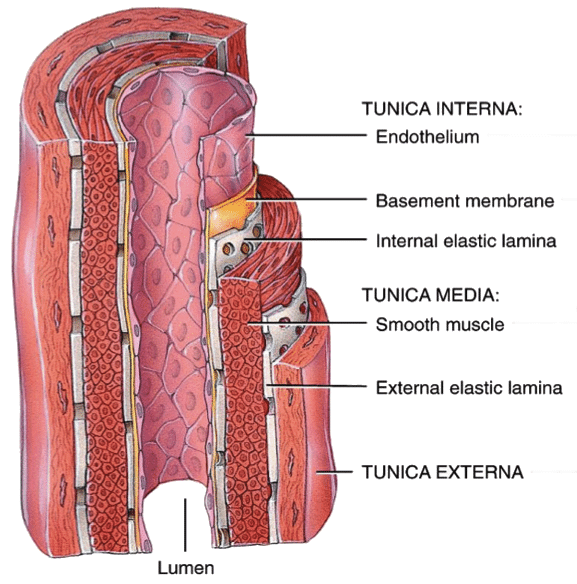 TUNICA INTERNA:
Endothelium
Basement membrane
Internal elastic lamina
TUNICA MEDIA:
Smooth muscle
External elastic lamina
TUNICA EXTERNA
Lumen